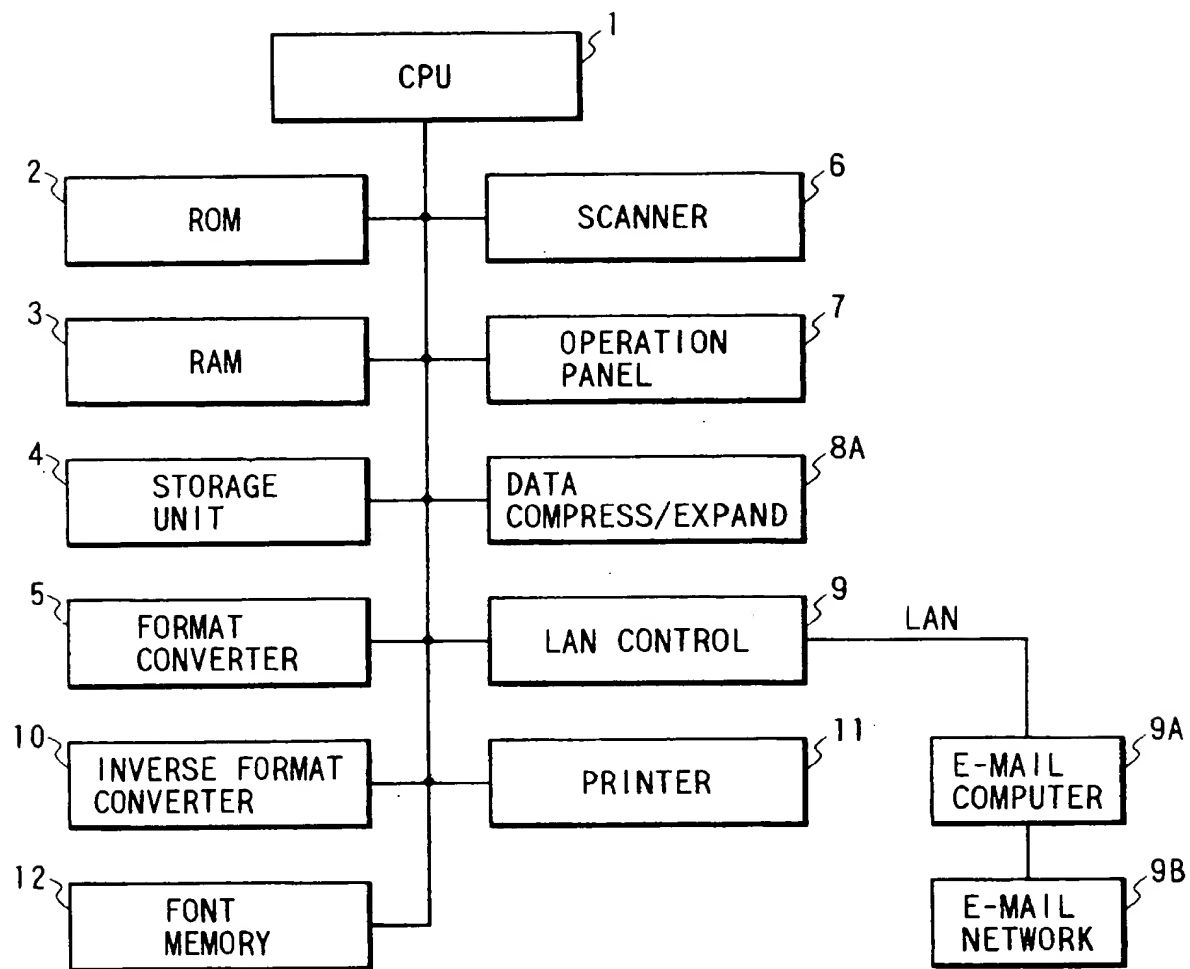 1
CPU
2
ROM
6
SCANNER
3
RAM
7
OPERATION
PANEL
4
STORAGE
UNIT
8A
DATA
COMPRESS/EXPAND
5
FORMAT
CONVERTER
9
LAN CONTROL
LAN
10
INVERSE FORMAT
CONVERTER
11
PRINTER
9A
E-MAIL
COMPUTER
12
FONT
MEMORY
9B
E-MAIL
NETWORK